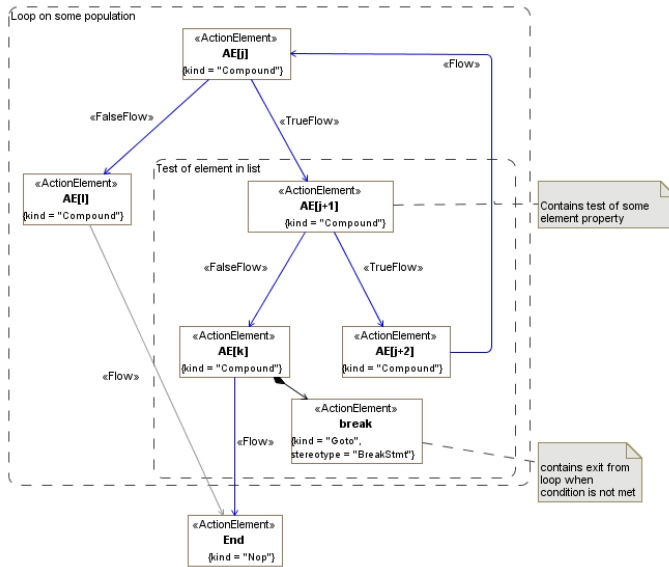 Loop on some population
«ActionElement»
AE[j]
{kind = "Compound"}
«Flow»
«FalseFlow»
«TrueFlow»
Test of element in list
«ActionElement»
AE[l]
{kind = "Compound"}
«ActionElement»
AE[j+1]
{kind = "Compound"}
Contains test of some
element property
«FalseFlow»
«TrueFlow»
«ActionElement»
AE[k]
{kind = "Compound"}
«ActionElement»
AE[j+2]
{kind = "Compound"}
«Flow»
«ActionElement»
break
{kind = "Goto",
stereotype = "BreakStmt"}
«Flow»
contains exit from
loop when
condition is not met
«ActionElement»
End
{kind = "Nop"}